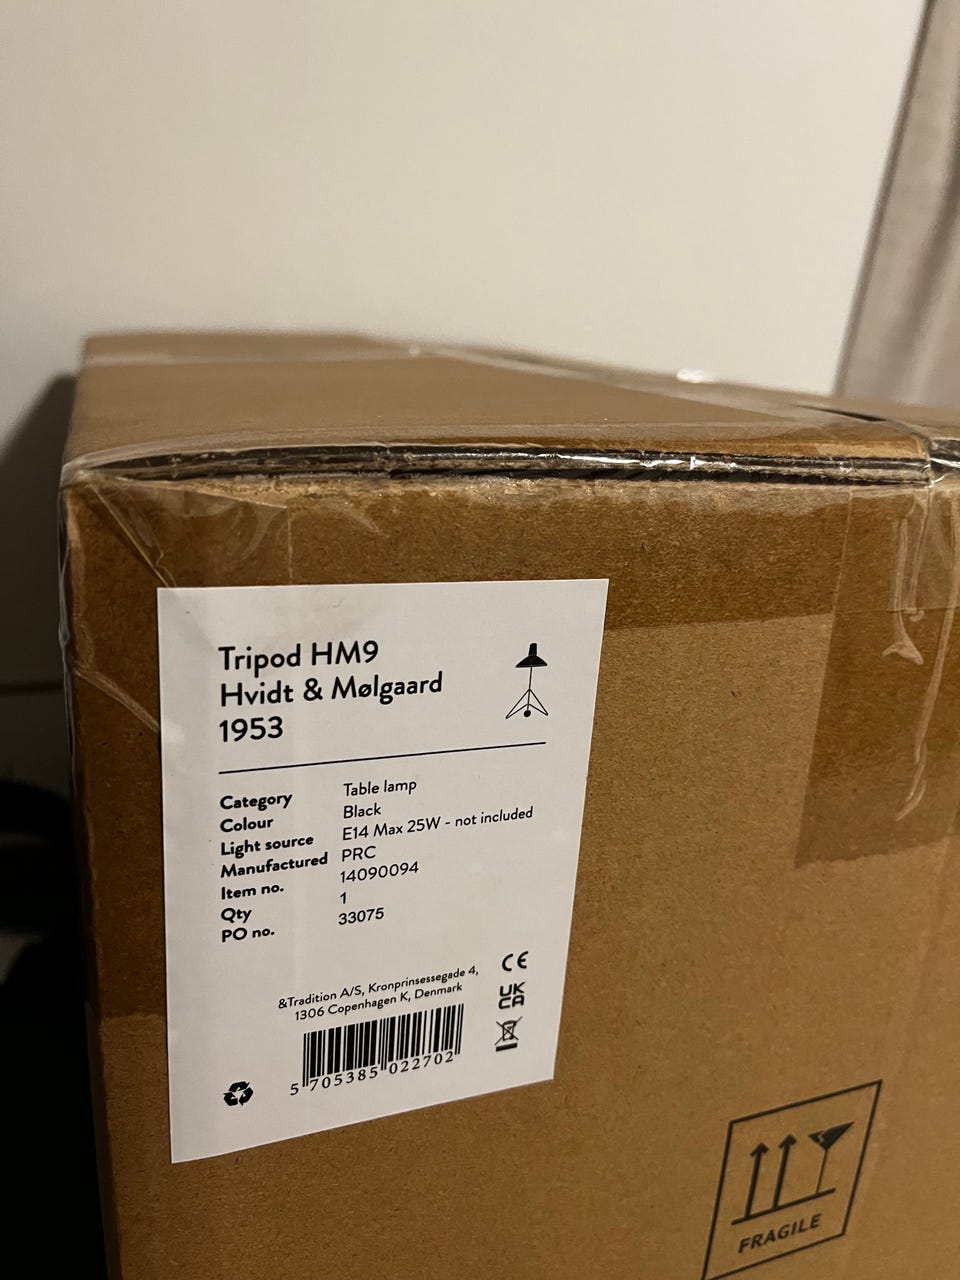 Tripod HM9
Hvidt & Mølgaard
1953
Category Table lamp
Colour Black
Light source E14 Max 25W - not included
Manufactured PRC
Item no. 14090094
Qty 1
PO no. 33075
&Tradition A/S, Kronprinsessegade 4,
1306 Copenhagen K, Denmark
CE
UK
CA
5 705385 022702
FRAGILE